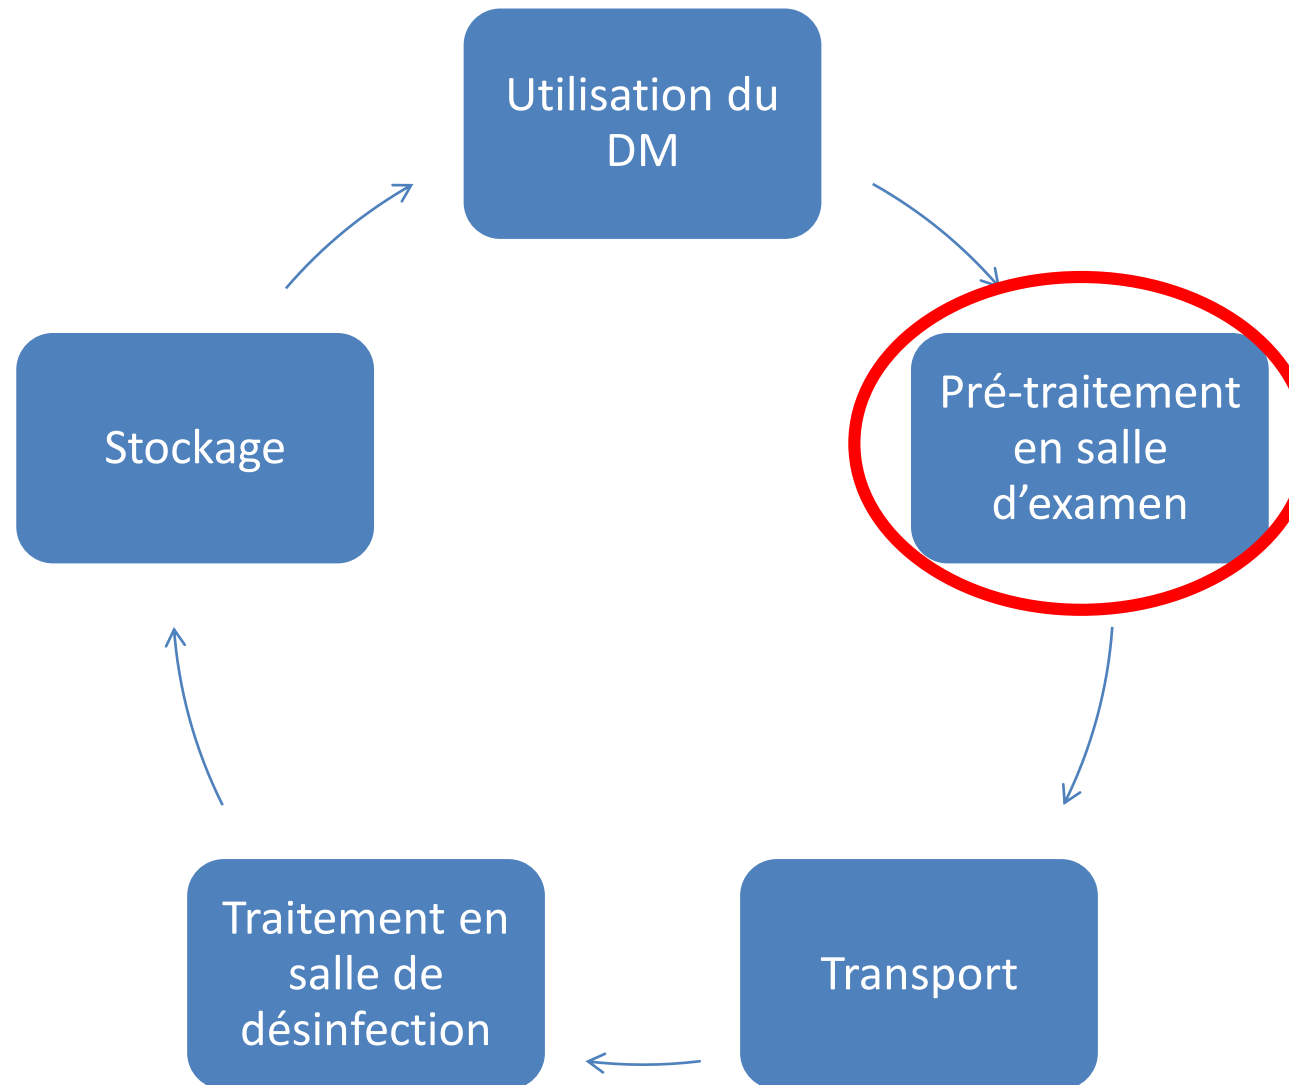 Utilisation du
DM
Pré-traitement
en salle
d’examen
Transport
Traitement en
salle de
désinfection
Stockage